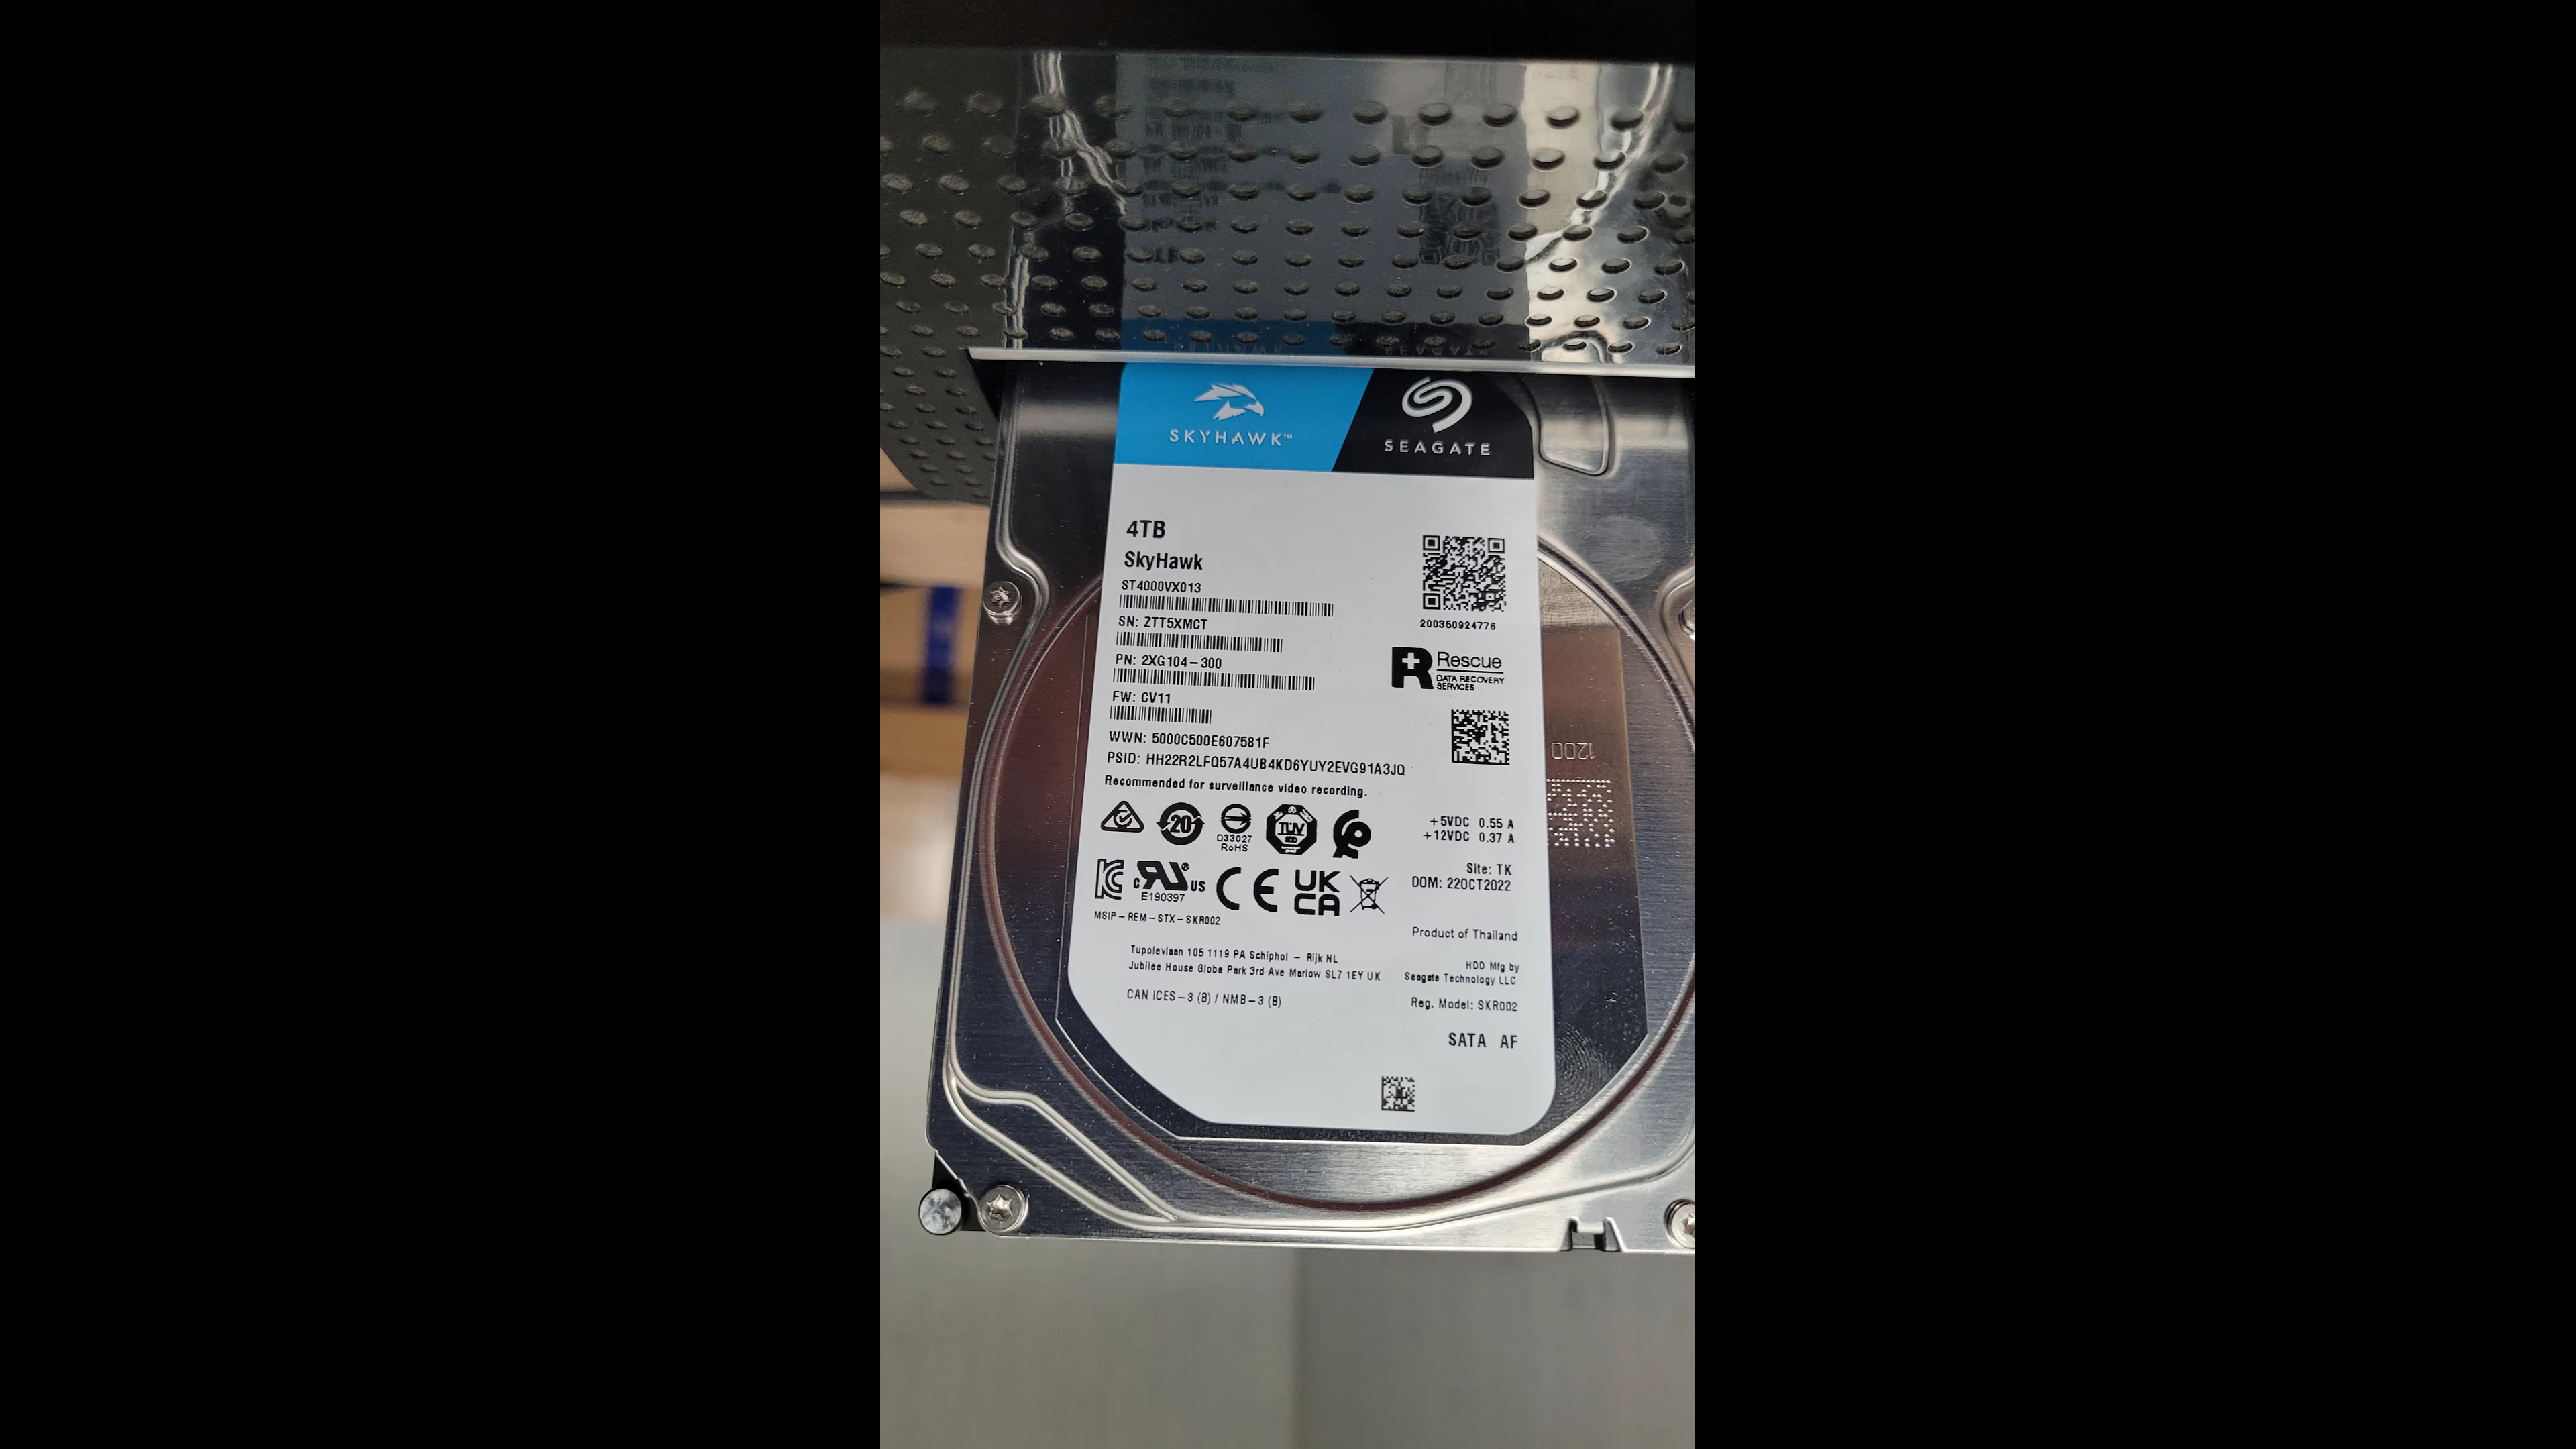 SKYHAWK™
SEAGATE
4TB
SkyHawk
ST4000VX013
SN: ZTT5XMCT
PN: 2XG104-300
FW: CV11
WWN: 5000C500E607581F
PSID: HH22R2LFQ57A4UB4KD6YUY2EVG91A3JQ
Recommended for surveillance video recording.
200350924776
R Rescue
DATA RECOVERY
SERVICES
20
D33027
RoHS
TÜV
+5VDC 0.55 A
+12VDC 0.37 A
Site: TK
DOM: 22OCT2022
c US
E190397
CE
UK
CA
MSIP-REM-STX-SKR002
Product of Thailand
Tupolevlaan 105 1119 PA Schiphol - Rijk NL
Jubilee House Globe Park 3rd Ave Marlow SL7 1EY UK
HDD Mfg by
Seagate Technology LLC
CAN ICES-3 (B) / NMB-3 (B)
Reg. Model: SKR002
SATA AF
1200